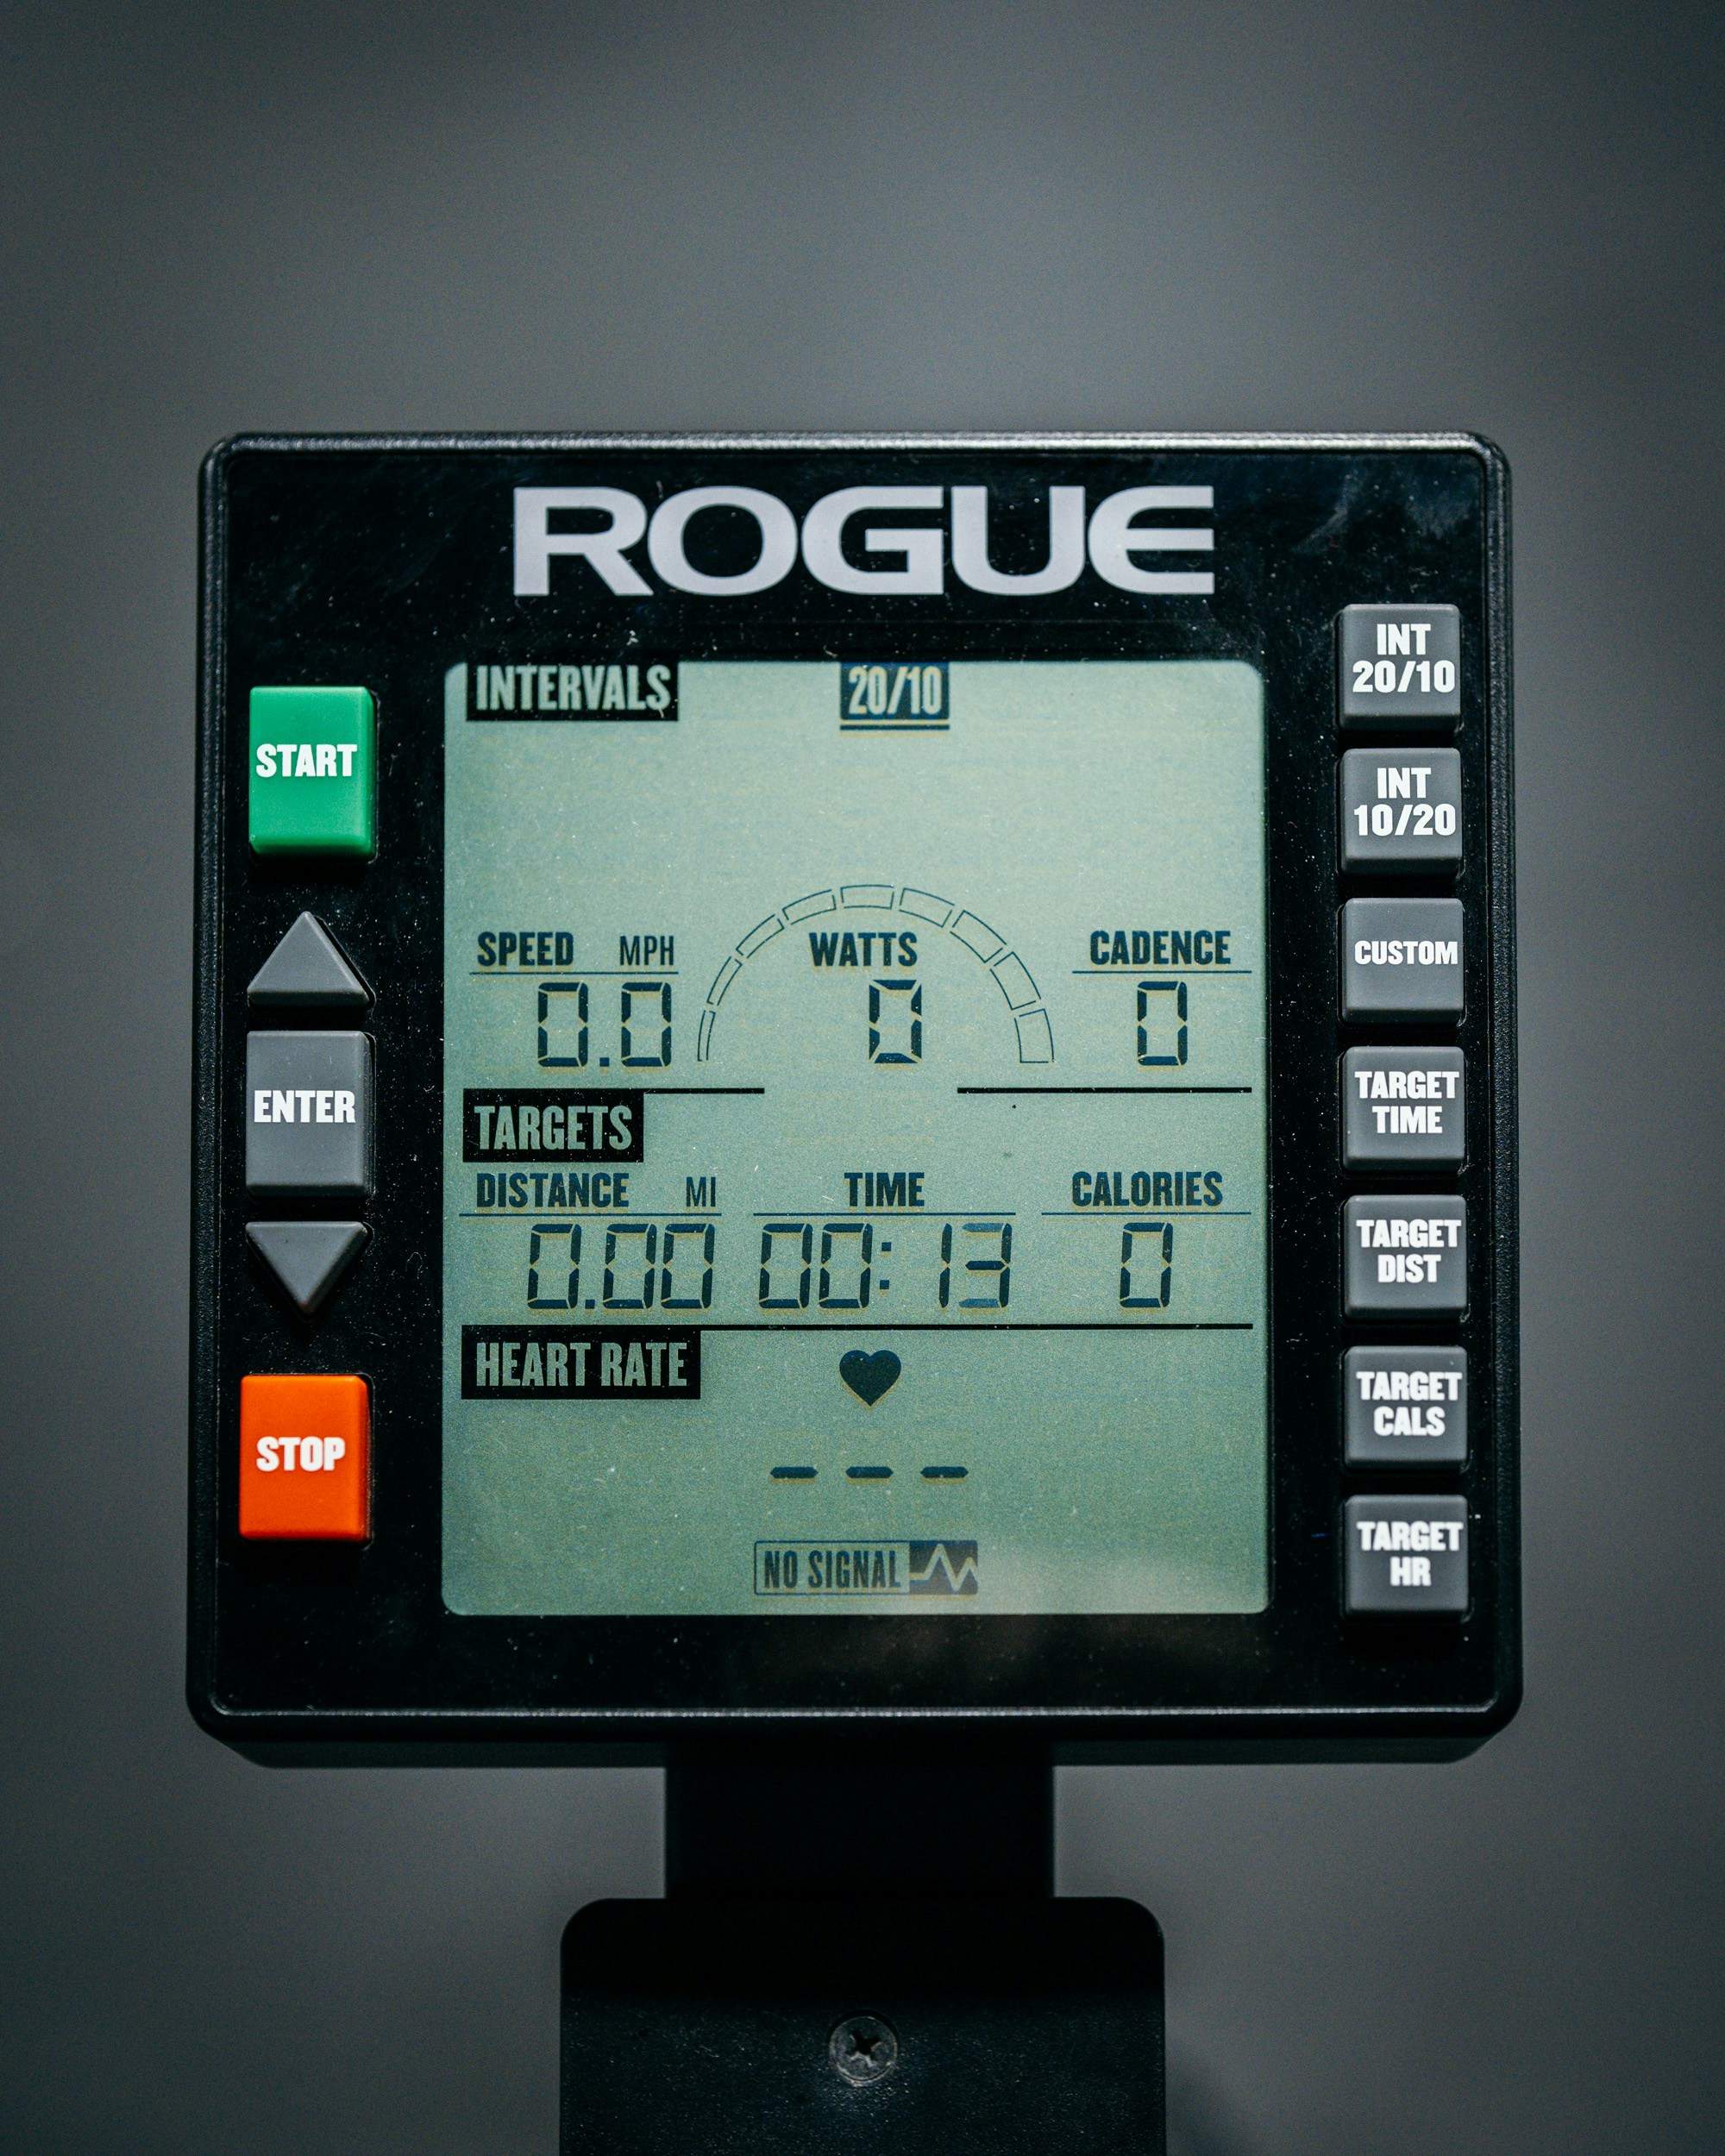 ROGUE
INTERVALS 20/10
SPEED MPH WATTS CADENCE
0.0 0 0
TARGETS
DISTANCE MI TIME CALORIES
0.00 00:13 0
HEART RATE
---
NO SIGNAL
START
ENTER
STOP
INT
20/10
INT
10/20
CUSTOM
TARGET
TIME
TARGET
DIST
TARGET
CALS
TARGET
HR